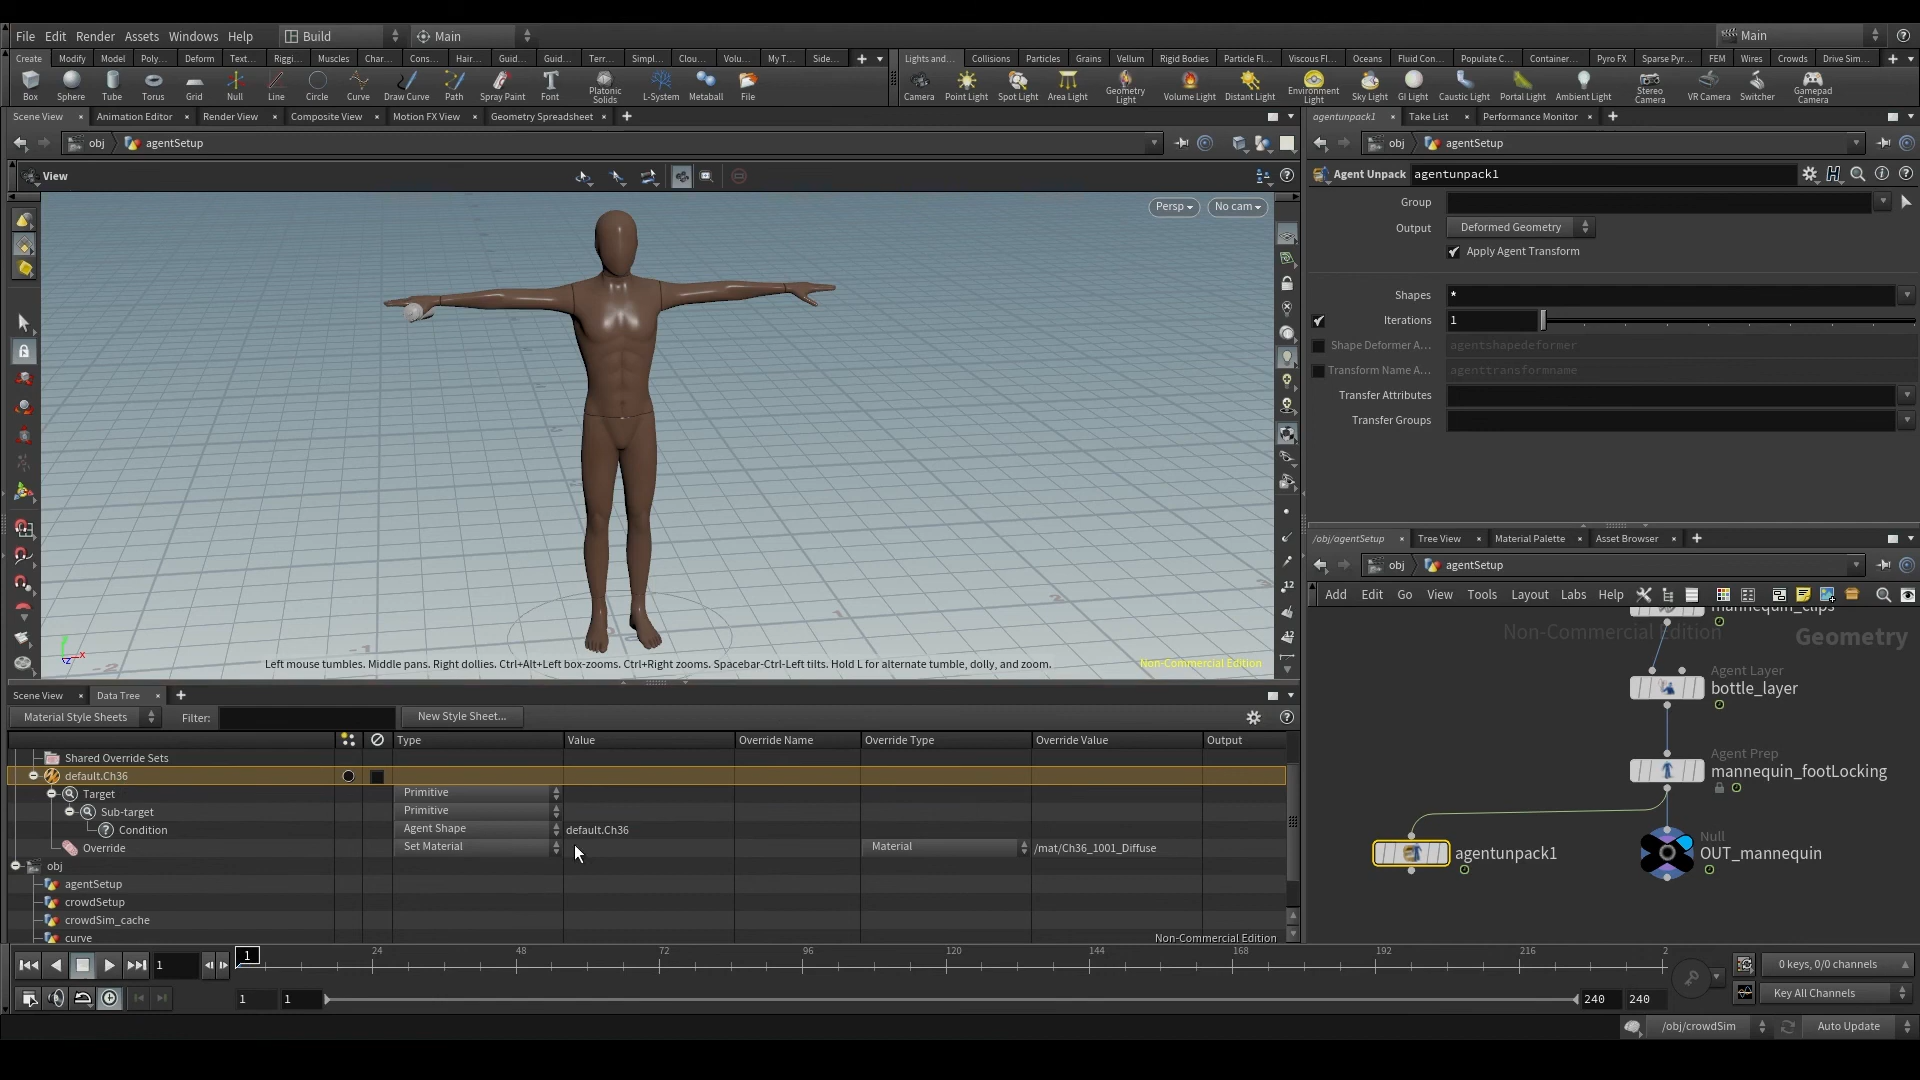 File Edit Render Assets Windows Help Build Main Main
Create Modify Model Poly... Deform Text... Riggi... Muscles Char... Cons... Hair... Guid... Guid... Terr... Simpl... Clou... Volu... My T... Side...
Lights and... Collisions Particles Grains Vellum Rigid Bodies Particle Fl... Viscous Fl... Oceans Fluid Con... Populate C... Container... Pyro FX Sparse Pyr... FEM Wires Crowds Drive Sim...
Box Sphere Tube Torus Grid Null Line Circle Curve Draw Curve Path Spray Paint Font Platonic Solids L-System Metaball File
Camera Point Light Spot Light Area Light Geometry Light Volume Light Distant Light Environment Light Sky Light GI Light Caustic Light Portal Light Ambient Light Stereo Camera VR Camera Switcher Gamepad Camera
Scene View Animation Editor Render View Composite View Motion FX View Geometry Spreadsheet
agentunpack1 Take List Performance Monitor
obj agentSetup
obj agentSetup
View
Persp No cam
Agent Unpack agentunpack1
Group
Output Deformed Geometry
Apply Agent Transform
Shapes *
Iterations 1
Shape Deformer A... agentshapedeformer
Transform Name A... agenttransformname
Transfer Attributes
Transfer Groups
Left mouse tumbles. Middle pans. Right dollies. Ctrl+Alt+Left box-zooms. Ctrl+Right zooms. Spacebar-Ctrl-Left tilts. Hold L for alternate tumble, dolly, and zoom.
Non-Commercial Edition
/obj/agentSetup Tree View Material Palette Asset Browser
obj agentSetup
Add Edit Go View Tools Layout Labs Help
Non-Commercial Edition Geometry
mannequin_clips
Agent Layer
bottle_layer
Agent Prep
mannequin_footLocking
Null
agentunpack1 OUT_mannequin
Scene View Data Tree
Material Style Sheets Filter: New Style Sheet...
Type Value Override Name Override Type Override Value Output
Shared Override Sets
default.Ch36
Target Primitive
Sub-target Primitive
Condition Agent Shape default.Ch36
Override Set Material Material /mat/Ch36_1001_Diffuse
obj
agentSetup
crowdSetup
crowdSim_cache
curve
Non-Commercial Edition
1 1 24 48 72 96 120 144 168 192 216 2
0 keys, 0/0 channels
1 1 240 240 Key All Channels
/obj/crowdSim Auto Update